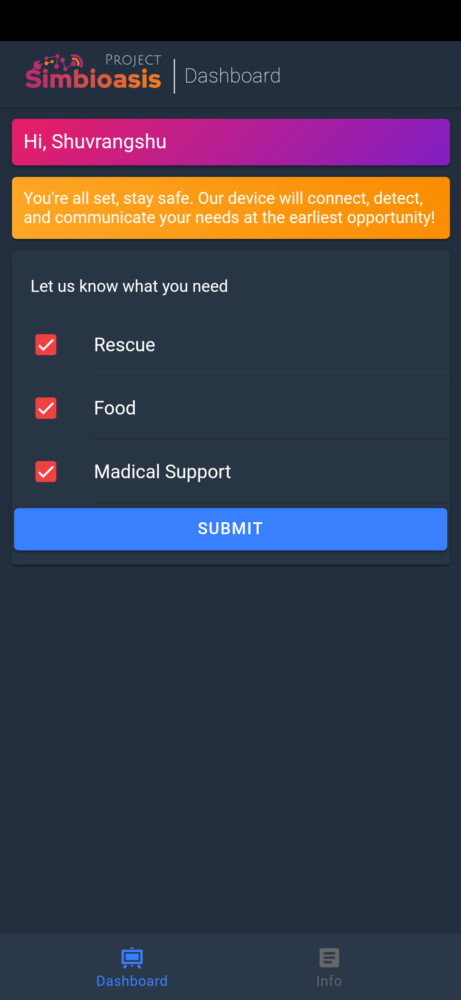 PROJECT
Simbioasis
Dashboard
Hi, Shuvrangshu
You're all set, stay safe. Our device will connect, detect,
and communicate your needs at the earliest opportunity!
Let us know what you need
Rescue
Food
Madical Support
SUBMIT
Dashboard
Info